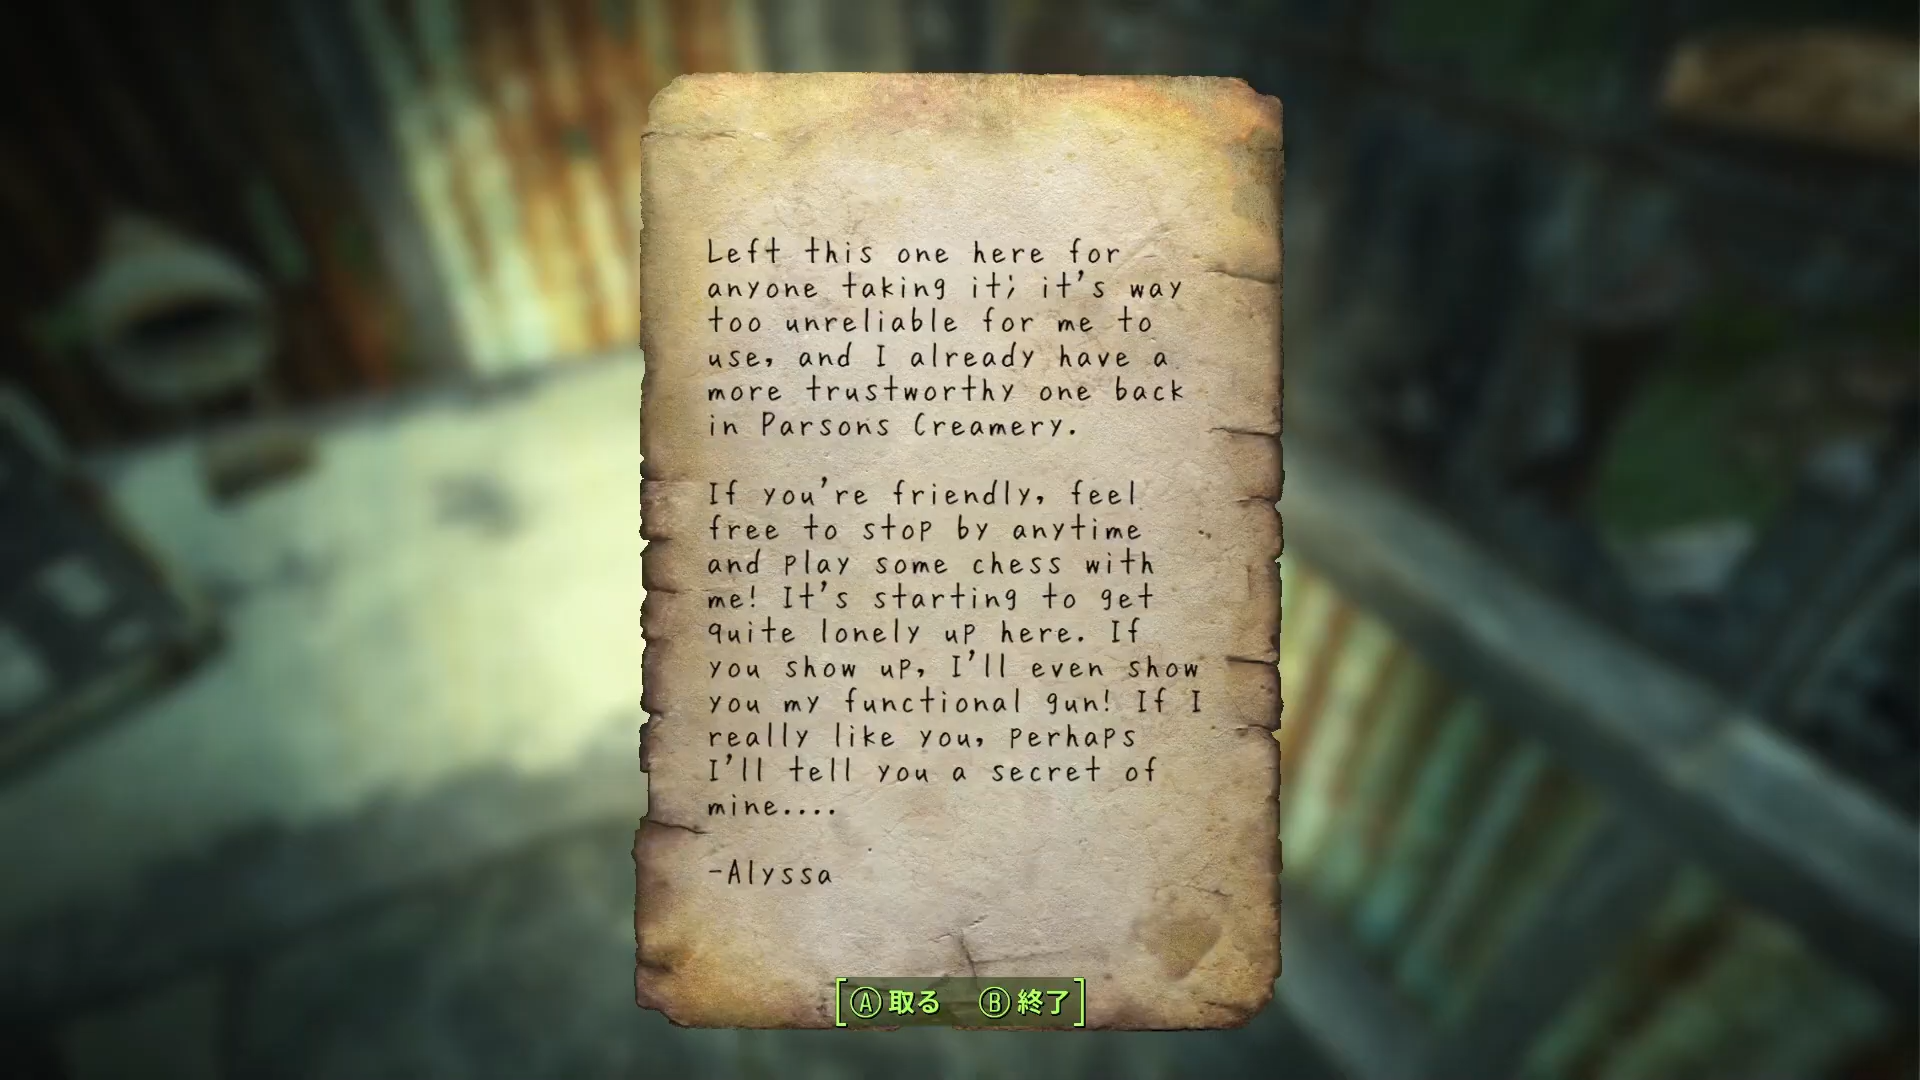 Left this one here for
anyone taking it; it's way
too unreliable for me to
use, and I already have a
more trustworthy one back
in Parsons Creamery.
If you're friendly, feel
free to stop by anytime
and play some chess with
me! It's starting to get
quite lonely up here. If
you show up, I'll even show
you my functional gun! If I
really like you, perhaps
I'll tell you a secret of
mine....
-Alyssa
[Ⓐ取る Ⓑ終了]